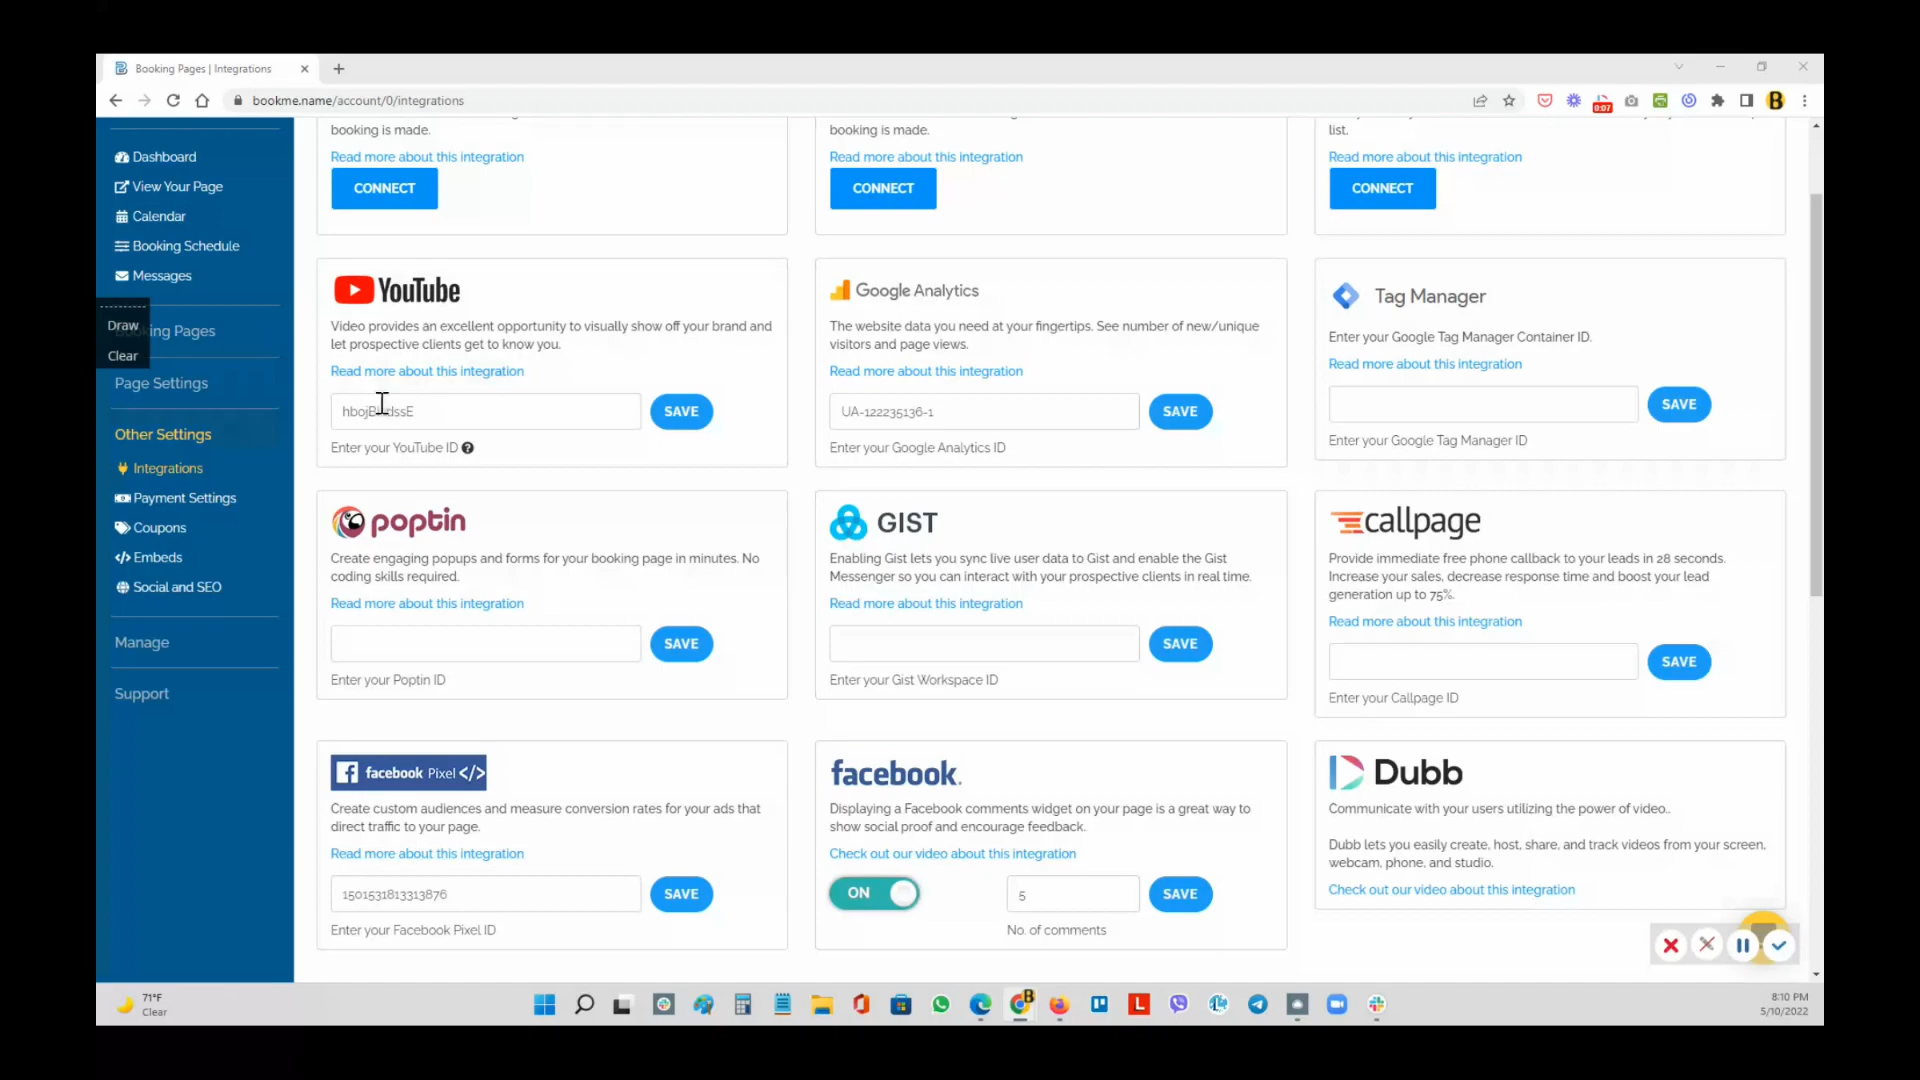 Booking Pages | Integrations
bookme.name/account/0/integrations
0:07
B
Dashboard
View Your Page
Calendar
Booking Schedule
Messages
Draw
Clear
Pages
Page Settings
Other Settings
Integrations
Payment Settings
Coupons
Embeds
Social and SEO
Manage
Support
booking is made.
Read more about this integration
CONNECT
booking is made.
Read more about this integration
CONNECT
list.
Read more about this integration
CONNECT
YouTube
Video provides an excellent opportunity to visually show off your brand and
let prospective clients get to know you.
Read more about this integration
SAVE
Enter your YouTube ID ?
Google Analytics
The website data you need at your fingertips. See number of new/unique
visitors and page views.
Read more about this integration
UA-122235136-1 SAVE
Enter your Google Analytics ID
Tag Manager
Enter your Google Tag Manager Container ID.
Read more about this integration
SAVE
Enter your Google Tag Manager ID
poptin
Create engaging popups and forms for your booking page in minutes. No
coding skills required.
Read more about this integration
SAVE
Enter your Poptin ID
GIST
Enabling Gist lets you sync live user data to Gist and enable the Gist
Messenger so you can interact with your prospective clients in real time.
Read more about this integration
SAVE
Enter your Gist Workspace ID
callpage
Provide immediate free phone callback to your leads in 28 seconds.
Increase your sales, decrease response time and boost your lead
generation up to 75%.
Read more about this integration
SAVE
Enter your Callpage ID
facebook Pixel </>
Create custom audiences and measure conversion rates for your ads that
direct traffic to your page.
Read more about this integration
1501531813313876 SAVE
Enter your Facebook Pixel ID
facebook.
Displaying a Facebook comments widget on your page is a great way to
show social proof and encourage feedback.
Check out our video about this integration
ON 5 SAVE
No. of comments
Dubb
Communicate with your users utilizing the power of video..
Dubb lets you easily create, host, share, and track videos from your screen,
webcam, phone, and studio.
Check out our video about this integration
71°F
Clear
B
L
8:10 PM
5/10/2022